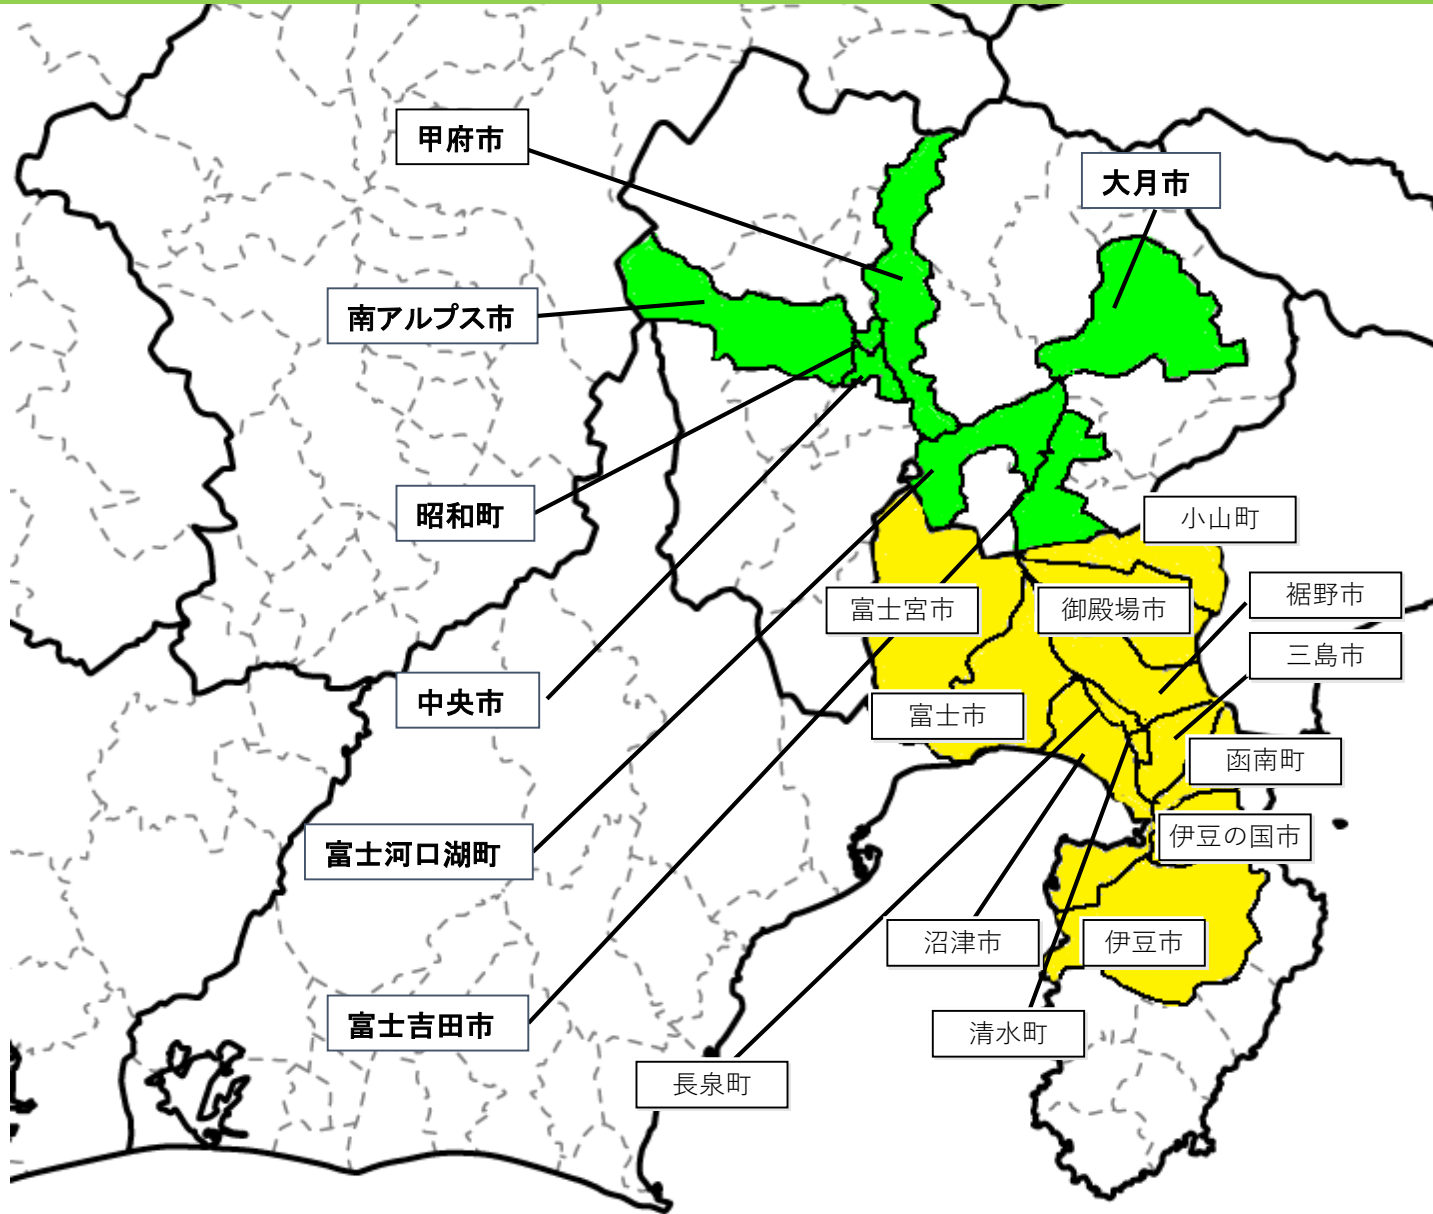 甲府市
大月市
南アルプス市
昭和町
小山町
裾野市
富士宮市
御殿場市
三島市
中央市
富士市
函南町
伊豆の国市
富士河口湖町
沼津市
伊豆市
富士吉田市
清水町
長泉町